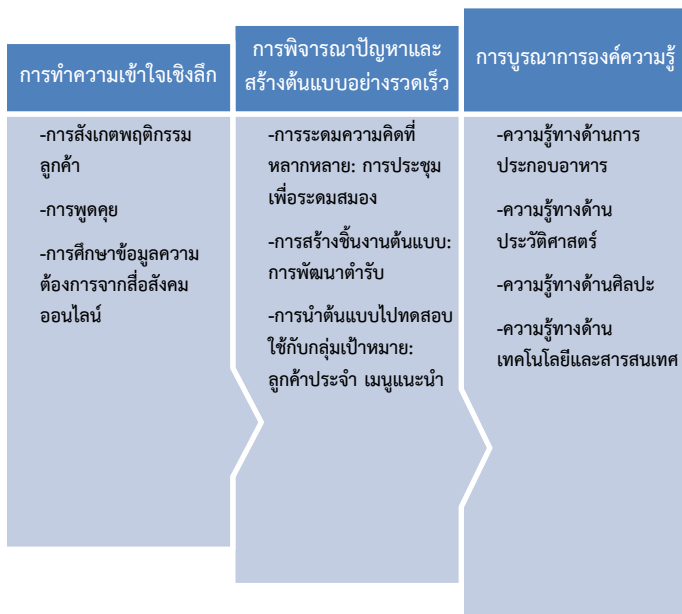 การทำความเข้าใจเชิงลึก
-การสังเกตพฤติกรรม
ลูกค้า
-การพูดคุย
-การศึกษาข้อมูลความ
ต้องการจากสื่อสังคม
ออนไลน์
การพิจารณาปัญหาและ
สร้างต้นแบบอย่างรวดเร็ว
-การระดมความคิดที่
หลากหลาย: การประชุม
เพื่อระดมสมอง
-การสร้างชิ้นงานต้นแบบ:
การพัฒนาตำรับ
-การนำต้นแบบไปทดสอบ
ใช้กับกลุ่มเป้าหมาย:
ลูกค้าประจำ เมนูแนะนำ
การบูรณาการองค์ความรู้
-ความรู้ทางด้านการ
ประกอบอาหาร
-ความรู้ทางด้าน
ประวัติศาสตร์
-ความรู้ทางด้านศิลปะ
-ความรู้ทางด้าน
เทคโนโลยีและสารสนเทศ